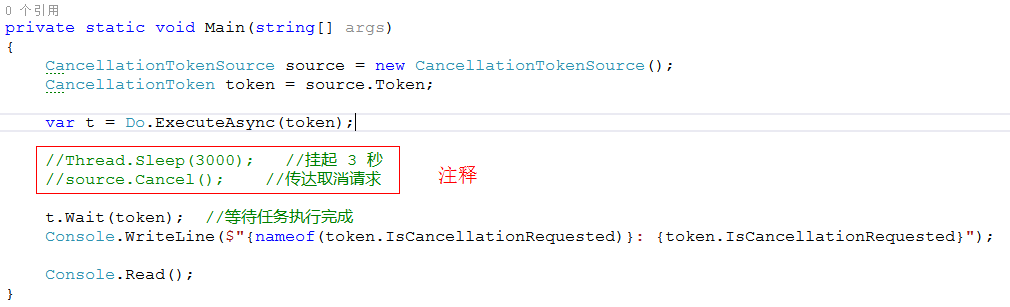 0 个引用
private static void Main(string[] args)
{
CancellationTokenSource source = new CancellationTokenSource();
CancellationToken token = source.Token;
var t = Do.ExecuteAsync(token);
//Thread.Sleep(3000);   //挂起 3 秒
//source.Cancel();    //传达取消请求
注释
t.Wait(token);  //等待任务执行完成
Console.WriteLine($"{nameof(token.IsCancellationRequested)}: {token.IsCancellationRequested}");
Console.Read();
}